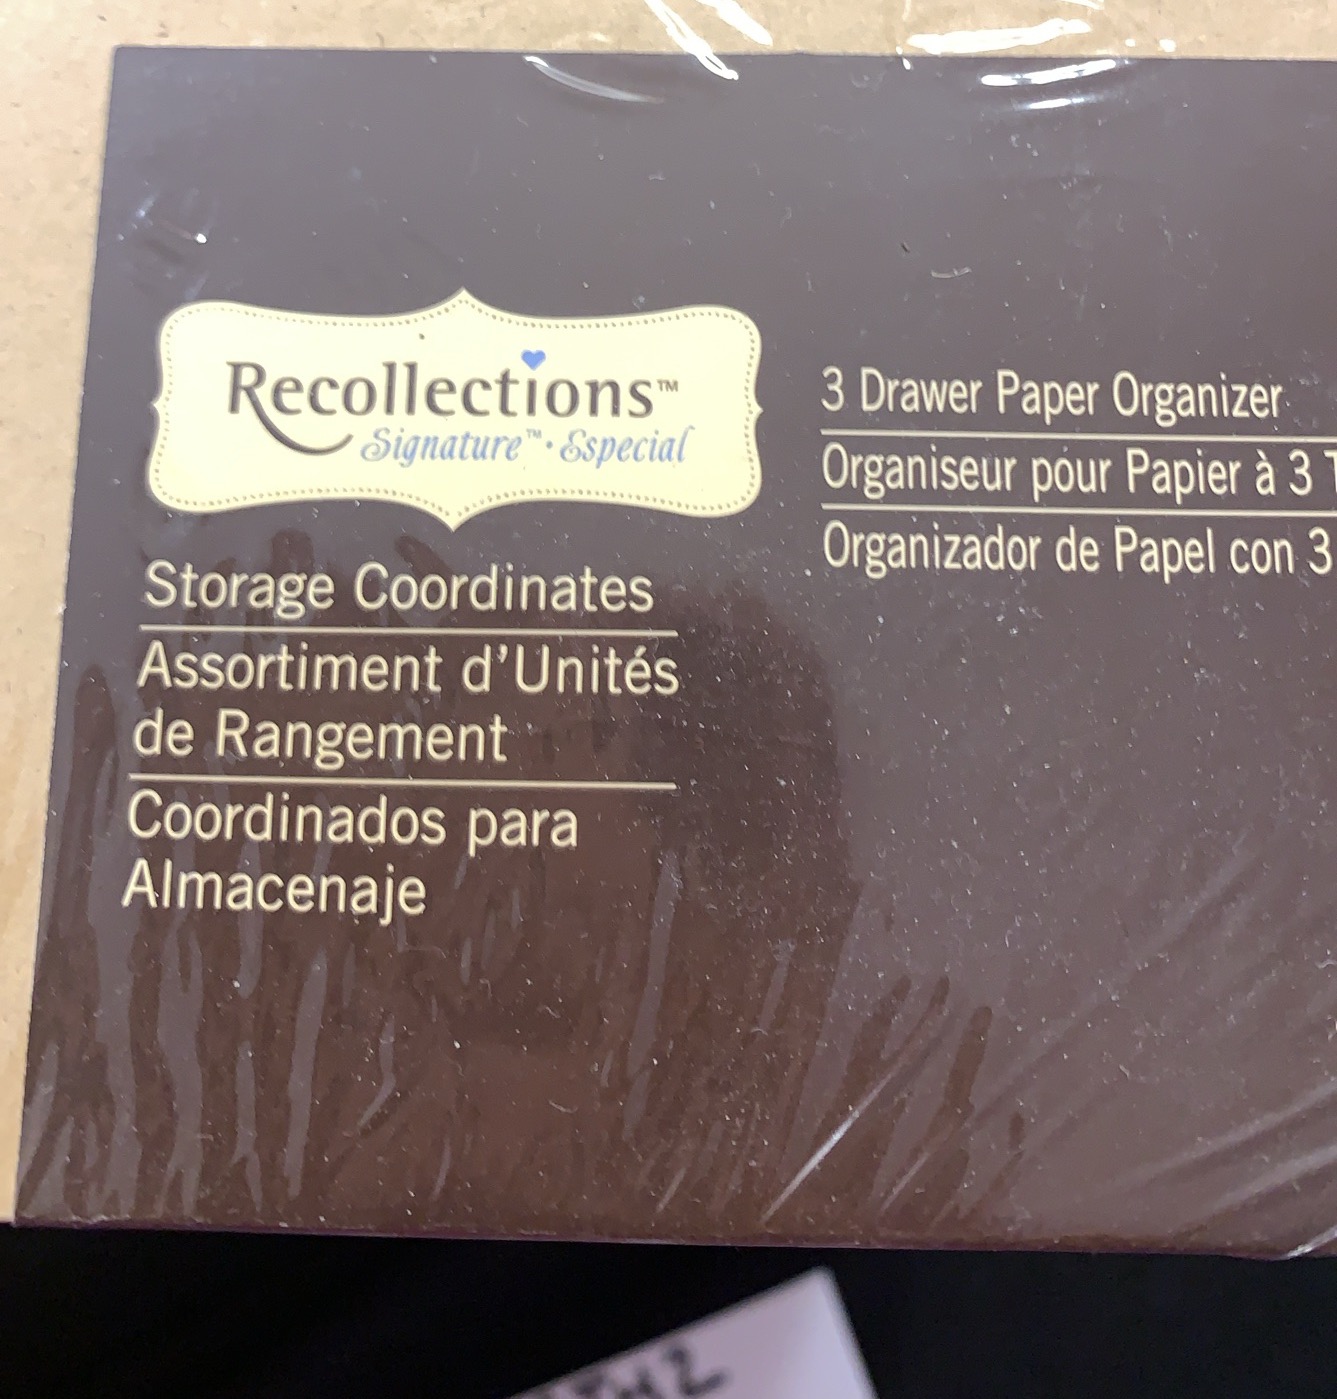 Recollections™
Signature™ · Especial
Storage Coordinates
Assortiment d'Unités
de Rangement
Coordinados para
Almacenaje
3 Drawer Paper Organizer
Organiseur pour Papier à 3
Organizador de Papel con 3